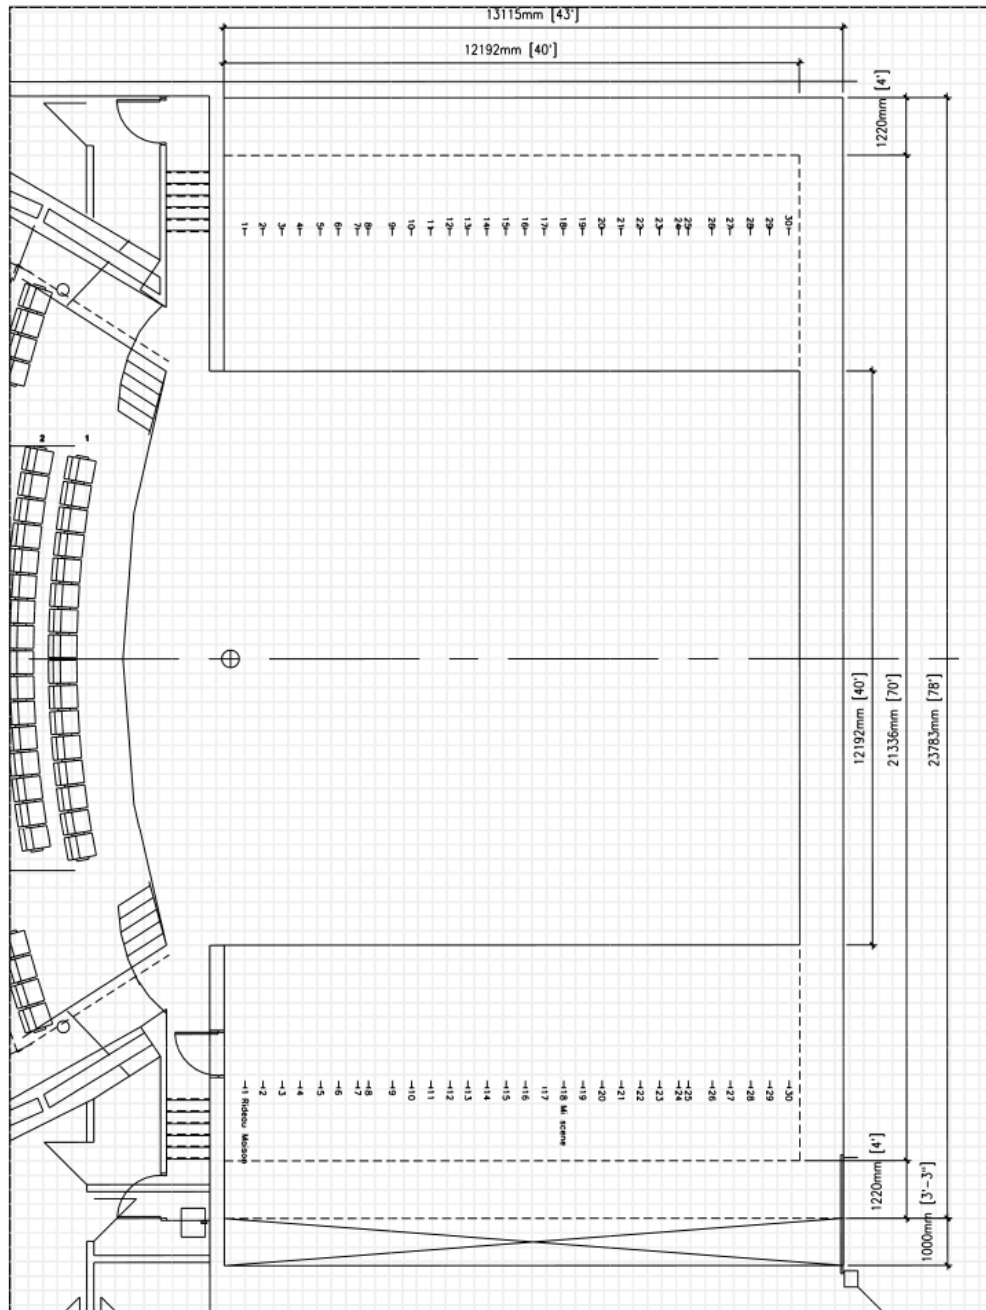 13115mm [43']
12192mm [40']
1220mm [4']
1 2 3 4 5 6 7 8 9 10 11 12 13 14 15 16 17 18 19 20 21 22 23 24 25 26 27 28 29 30
2 1
12192mm [40']
21336mm [70']
23783mm [78']
1 Rideau Maison
2 3 4 5 6 7 8 9 10 11 12 13 14 15 16 17
18 Mi scene
19 20 21 22 23 24 25 26 27 28 29 30
1220mm [4']
1000mm [3'-3"]